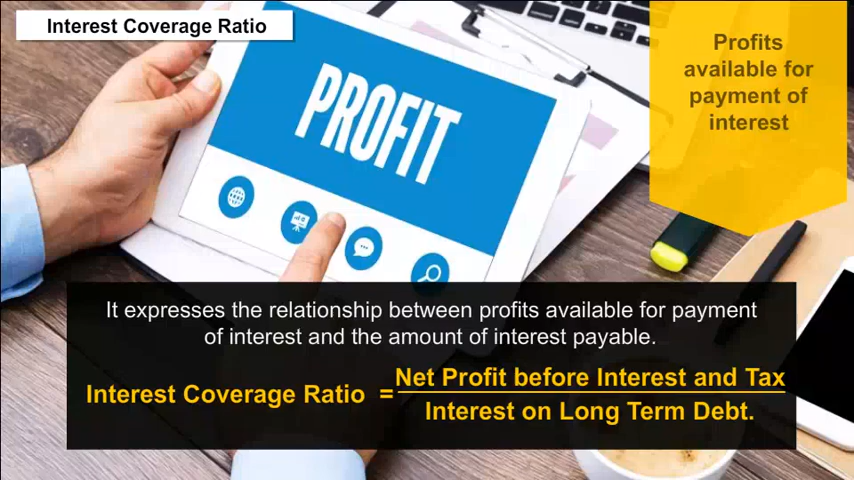 Interest Coverage Ratio
Profits
available for
payment of
interest
PROFIT
It expresses the relationship between profits available for payment
of interest and the amount of interest payable.
Interest Coverage Ratio =
Net Profit before Interest and Tax
Interest on Long Term Debt.